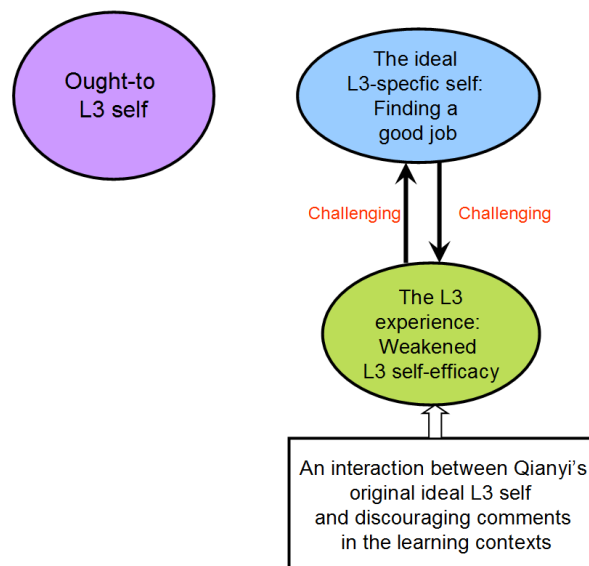 Ought-to
L3 self
The ideal
L3-specfic self:
Finding a
good job
Challenging
Challenging
The L3
experience:
Weakened
L3 self-efficacy
An interaction between Qianyi's
original ideal L3 self
and discouraging comments
in the learning contexts